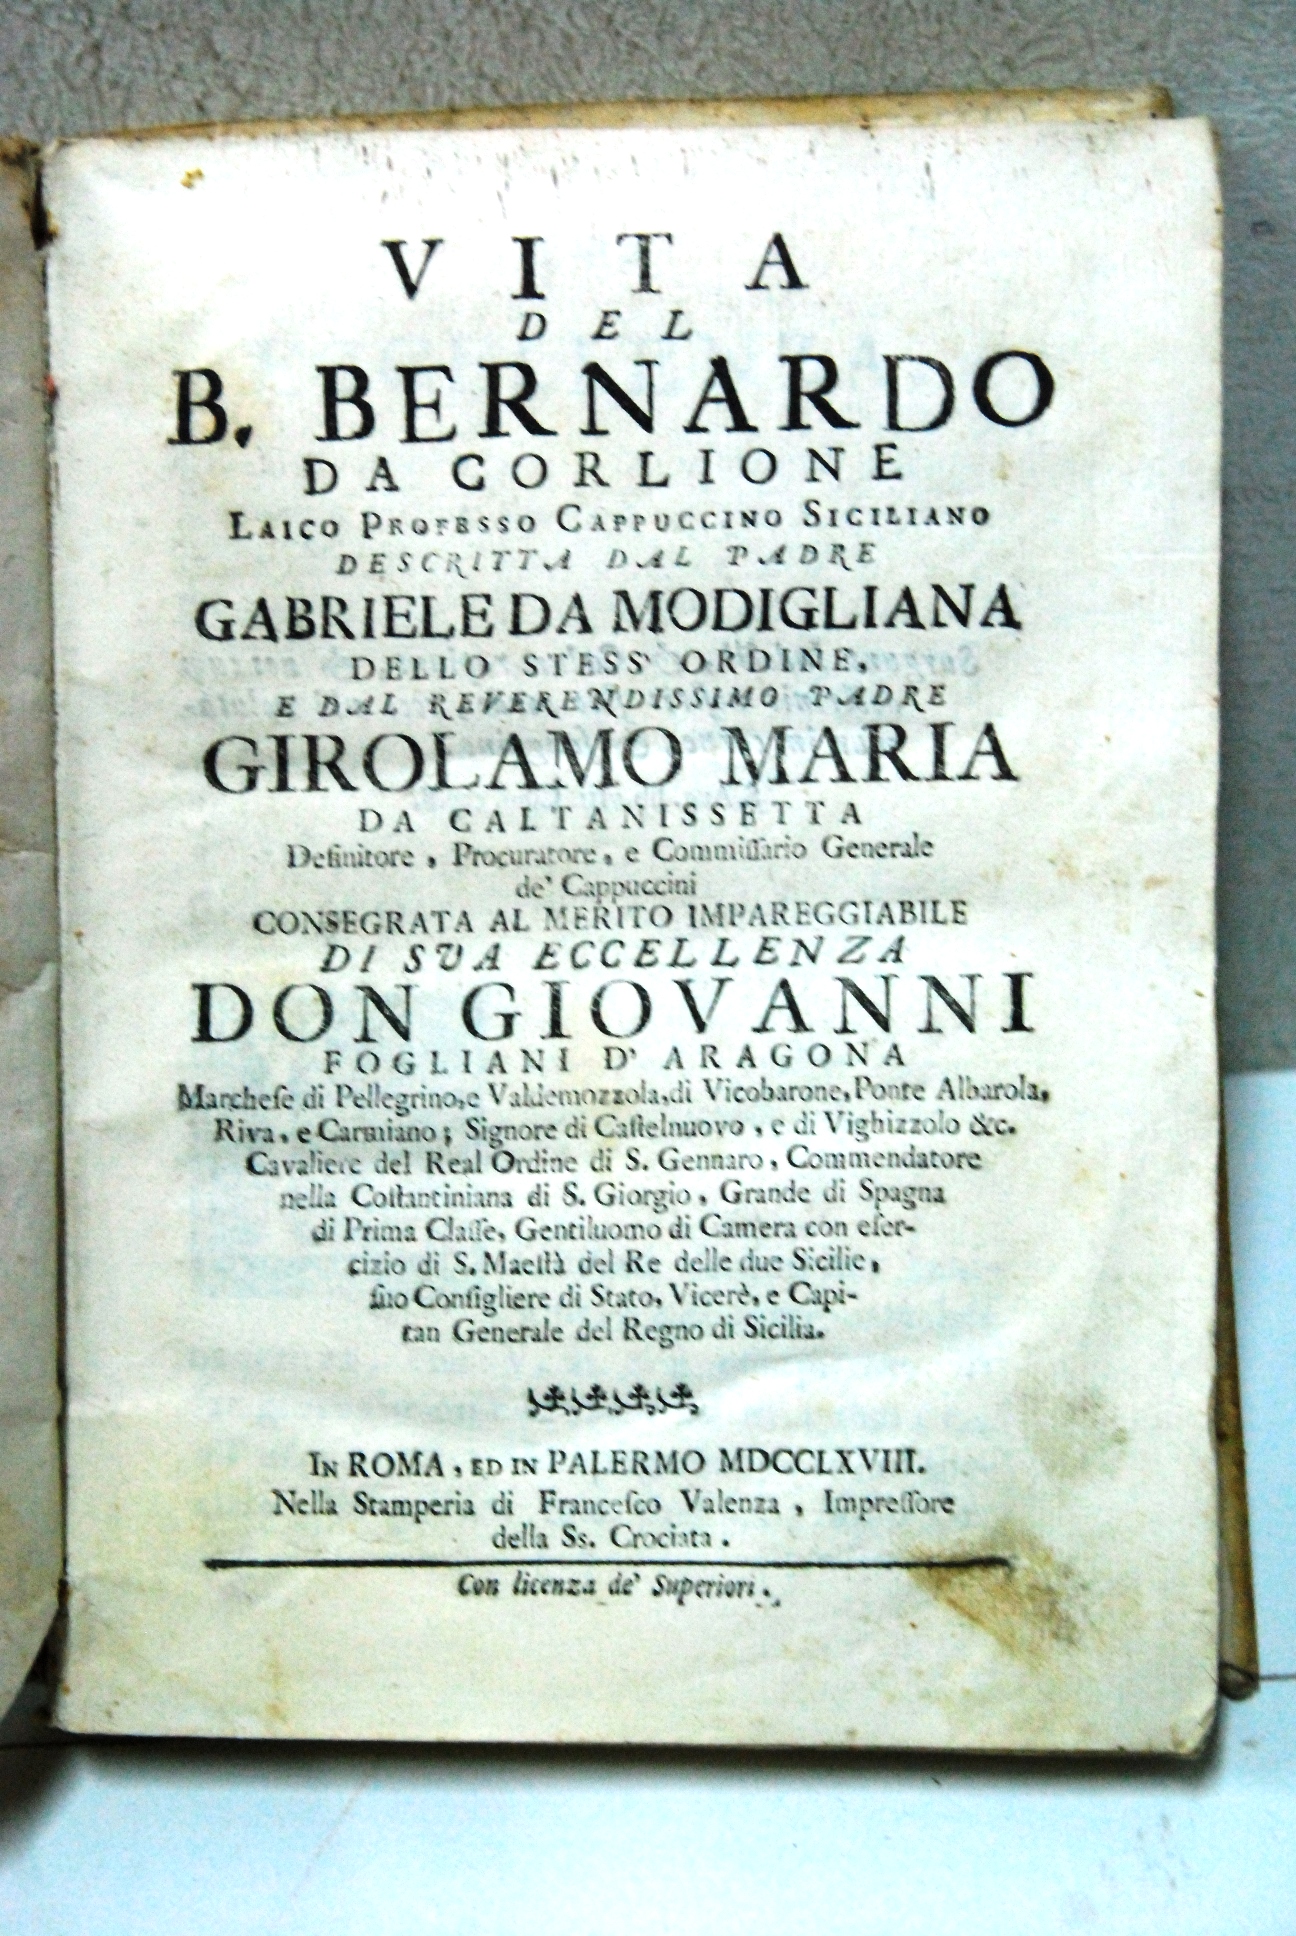 VITA
DEL
B. BERNARDO
DA CORLIONE
LAICO PROFESSO CAPPUCCINO SICILIANO
DESCRITTA DAL PADRE
GABRIELE DA MODIGLIANA
DELLO STESS' ORDINE,
E DAL REVERENDISSIMO PADRE
GIROLAMO MARIA
DA CALTANISSETTA
Definitore, Procuratore, e Commiſſario Generale
de' Cappuccini
CONSEGRATA AL MERITO IMPAREGGIABILE
DI SVA ECCELLENZA
DON GIOVANNI
FOGLIANI D' ARAGONA
Marcheſe di Pellegrino, e Valdemozzola, di Vicobarone, Ponte Albarola,
Riva, e Carmiano; Signore di Caſtelnuovo, e di Vighizzolo &c.
Cavaliere del Real Ordine di S. Gennaro, Commendatore
nella Coſtantiniana di S. Giorgio, Grande di Spagna
di Prima Claſſe, Gentiluomo di Camera con eſer-
cizio di S. Maeſtà del Re delle due Sicilie,
ſuo Conſigliere di Stato, Vicerè, e Capi-
tan Generale del Regno di Sicilia.
IN ROMA, ED IN PALERMO MDCCLXVIII.
Nella Stamperia di Franceſco Valenza, Impreſſore
della Ss. Crociata.
Con licenza de' Superiori.